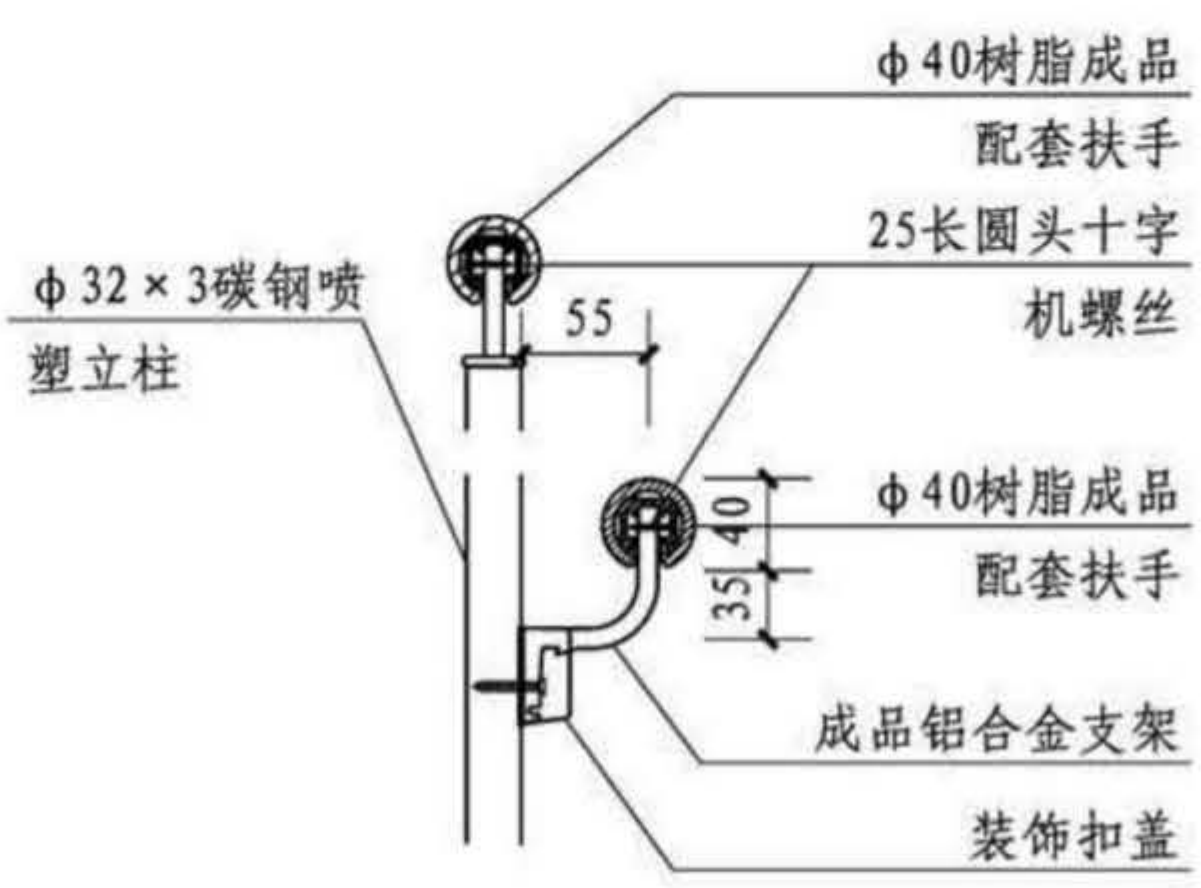 φ40树脂成品
配套扶手
25长圆头十字
机螺丝
φ32×3碳钢喷
塑立柱
55
φ40树脂成品
配套扶手
40
35
成品铝合金支架
装饰扣盖